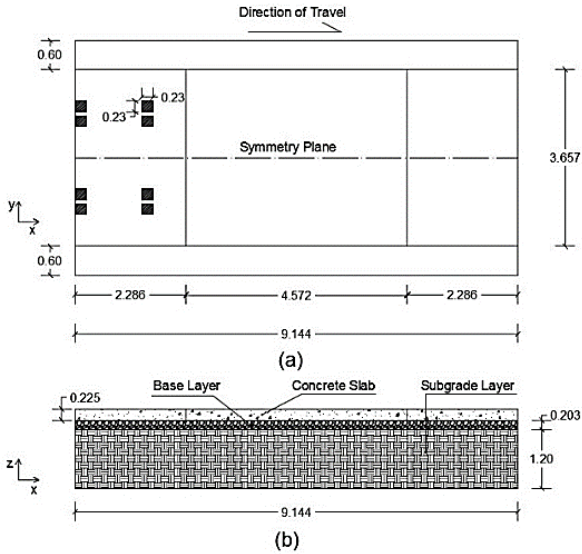 Direction of Travel
(a)
0.60
0.23
0.23
Symmetry Plane
3.657
y
x
0.60
2.286
4.572
2.286
9.144
(a)
Base Layer
Concrete Slab
Subgrade Layer
0.225
0.203
z
x
1.20
9.144
(b)